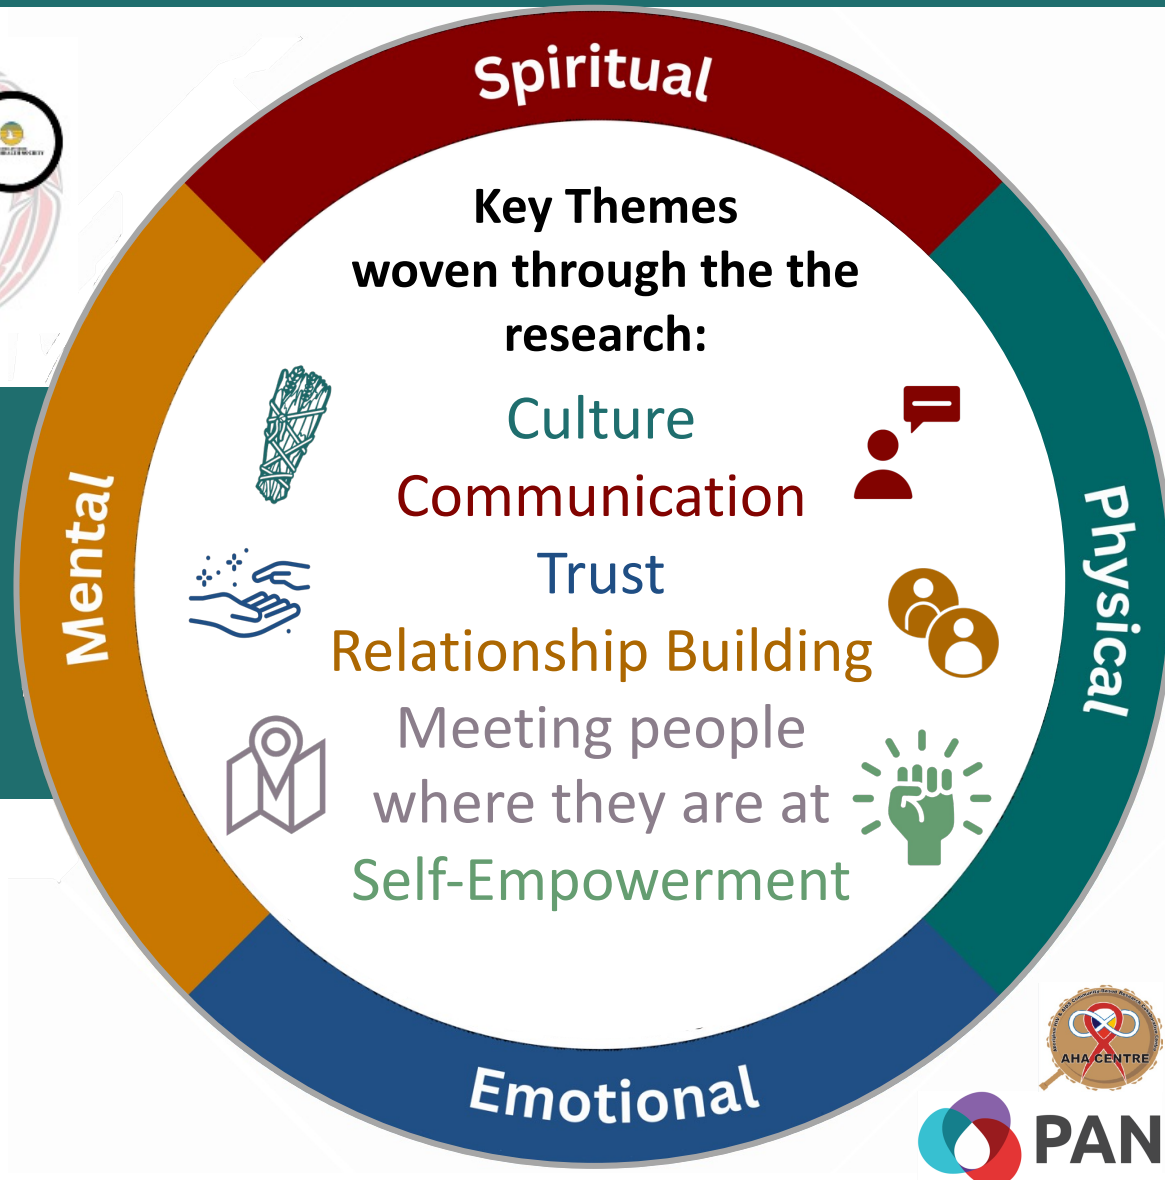 Spiritual
Key Themes
woven through the the
research:
Culture
Communication
Trust
Relationship Building
Meeting people
where they are at
Self-Empowerment
Mental
Physical
Emotional
AHA CENTRE
PAN